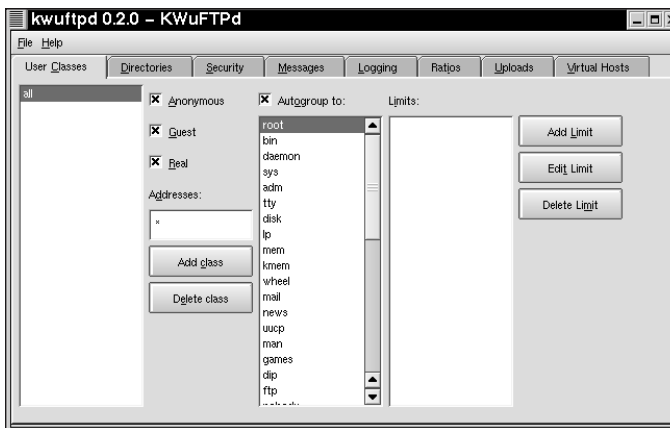 kwuftpd 0.2.0 – KWuFTPd
File Help
User Classes Directories Security Messages Logging Ratios Uploads Virtual Hosts
all
Anonymous
Guest
Real
Addresses:
*
Add class
Delete class
Autogroup to:
root
bin
daemon
sys
adm
tty
disk
lp
mem
kmem
wheel
mail
news
uucp
man
games
dip
ftp
nobody
Limits:
Add Limit
Edit Limit
Delete Limit